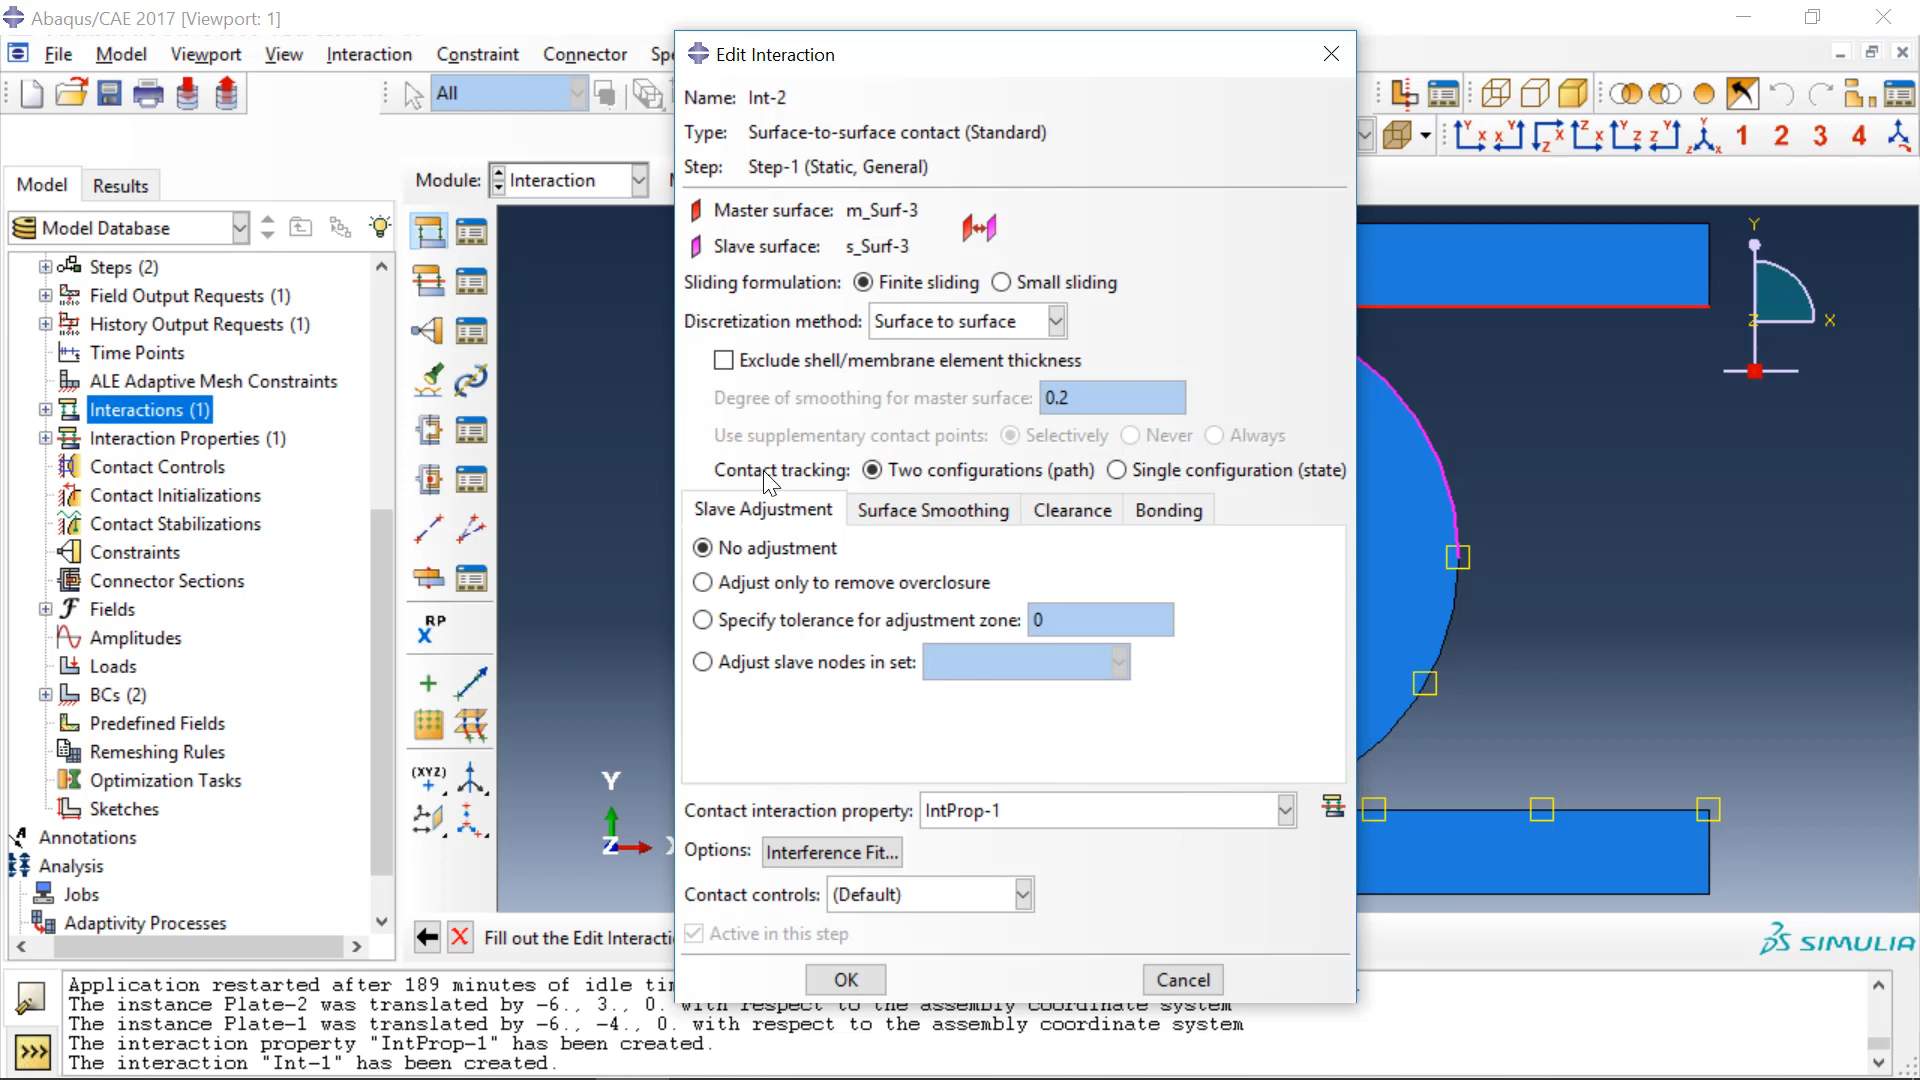 Abaqus/CAE 2017 [Viewport: 1]
File Model Viewport View Interaction Constraint Connector Spe
Edit Interaction
All
1 2 3 4
Model Results
Module: Interaction
Model Database
Steps (2)
Field Output Requests (1)
History Output Requests (1)
Time Points
ALE Adaptive Mesh Constraints
Interactions (1)
Interaction Properties (1)
Contact Controls
Contact Initializations
Contact Stabilizations
Constraints
Connector Sections
Fields
Amplitudes
Loads
BCs (2)
Predefined Fields
Remeshing Rules
Optimization Tasks
Sketches
Annotations
Analysis
Jobs
Adaptivity Processes
RP
(XYZ)
Y
Z
Name: Int-2
Type: Surface-to-surface contact (Standard)
Step: Step-1 (Static, General)
Master surface: m_Surf-3
Slave surface: s_Surf-3
Sliding formulation: Finite sliding Small sliding
Discretization method: Surface to surface
Exclude shell/membrane element thickness
Degree of smoothing for master surface: 0.2
Use supplementary contact points: Selectively Never Always
Contact tracking: Two configurations (path) Single configuration (state)
Slave Adjustment Surface Smoothing Clearance Bonding
No adjustment
Adjust only to remove overclosure
Specify tolerance for adjustment zone: 0
Adjust slave nodes in set:
Contact interaction property: IntProp-1
Options: Interference Fit...
Contact controls: (Default)
Active in this step
OK Cancel
Y
Z X
Fill out the Edit Interacti
SIMULIA
Application restarted after 189 minutes of idle ti
The instance Plate-2 was translated by -6., 3., 0. with respect to the assembly coordinate system
The instance Plate-1 was translated by -6., -4., 0. with respect to the assembly coordinate system
The interaction property "IntProp-1" has been created.
The interaction "Int-1" has been created.